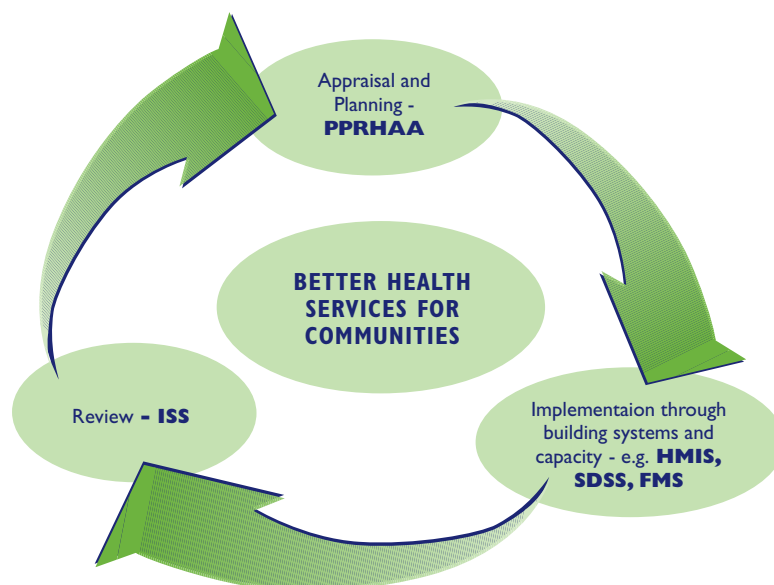 Appraisal and
Planning -
PPRHAA
BETTER HEALTH
SERVICES FOR
COMMUNITIES
Review - ISS
Implementaion through
building systems and
capacity - e.g. HMIS,
SDSS, FMS